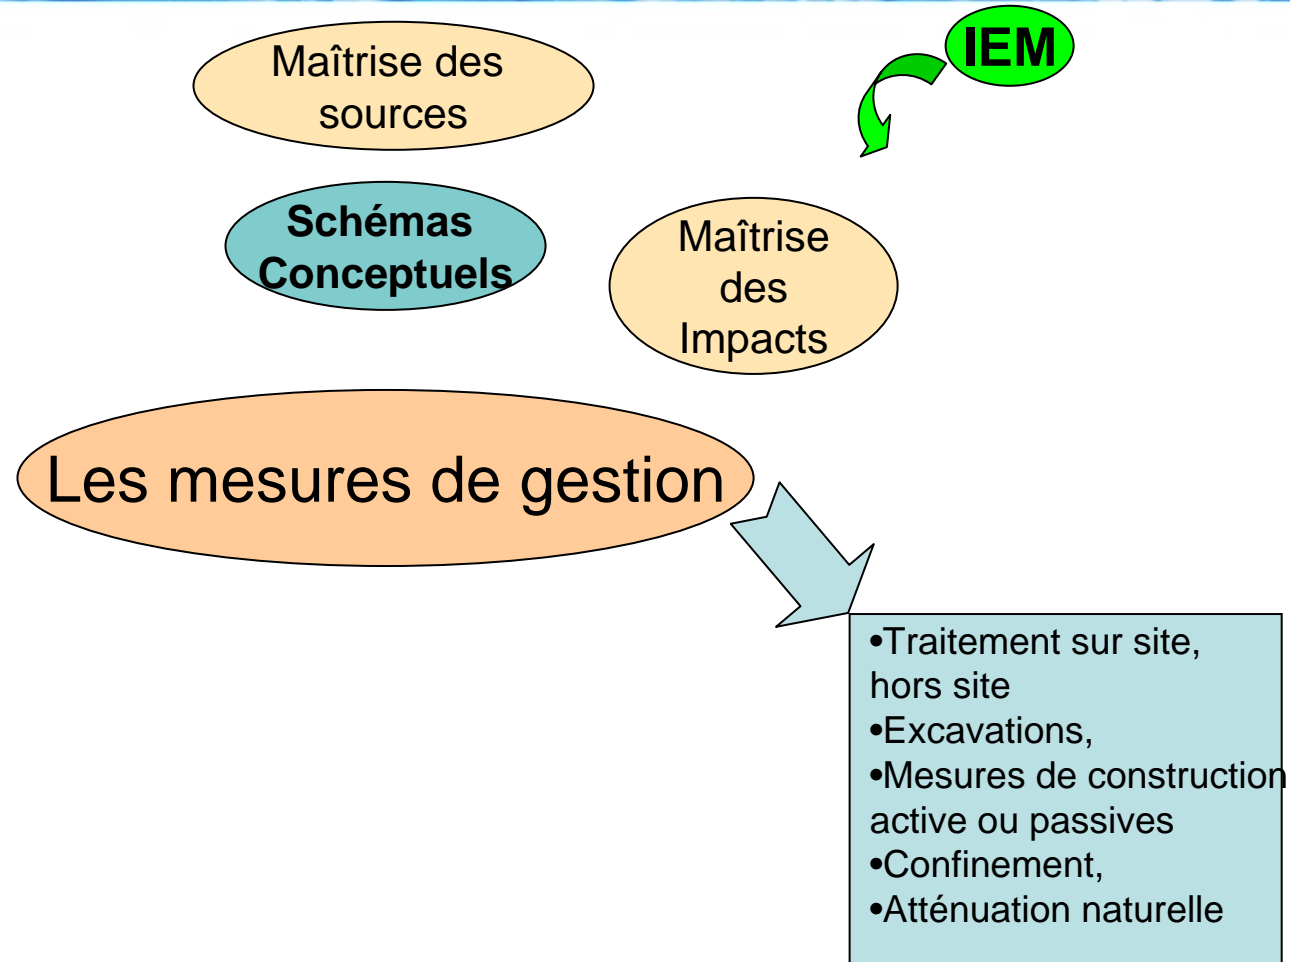 Maîtrise des
sources
IEM
Schémas
Conceptuels
Maîtrise
des
Impacts
Les mesures de gestion
•Traitement sur site,
hors site
•Excavations,
•Mesures de construction
active ou passives
•Confinement,
•Atténuation naturelle